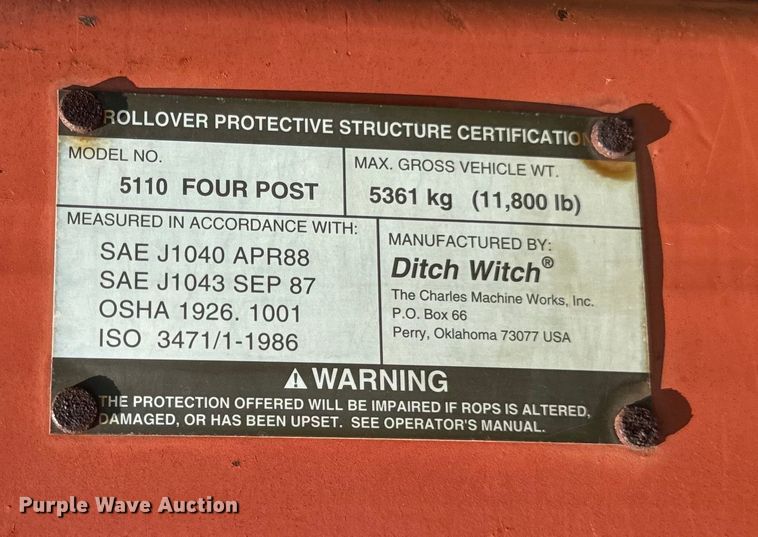 ROLLOVER PROTECTIVE STRUCTURE CERTIFICATION
MODEL NO.
5110 FOUR POST
MAX. GROSS VEHICLE WT.
5361 kg (11,800 lb)
MEASURED IN ACCORDANCE WITH:
SAE J1040 APR88
SAE J1043 SEP 87
OSHA 1926. 1001
ISO 3471/1-1986
MANUFACTURED BY:
Ditch Witch®
The Charles Machine Works, Inc.
P.O. Box 66
Perry, Oklahoma 73077 USA
⚠ WARNING
THE PROTECTION OFFERED WILL BE IMPAIRED IF ROPS IS ALTERED,
DAMAGED, OR HAS BEEN UPSET. SEE OPERATOR'S MANUAL.
Purple Wave Auction